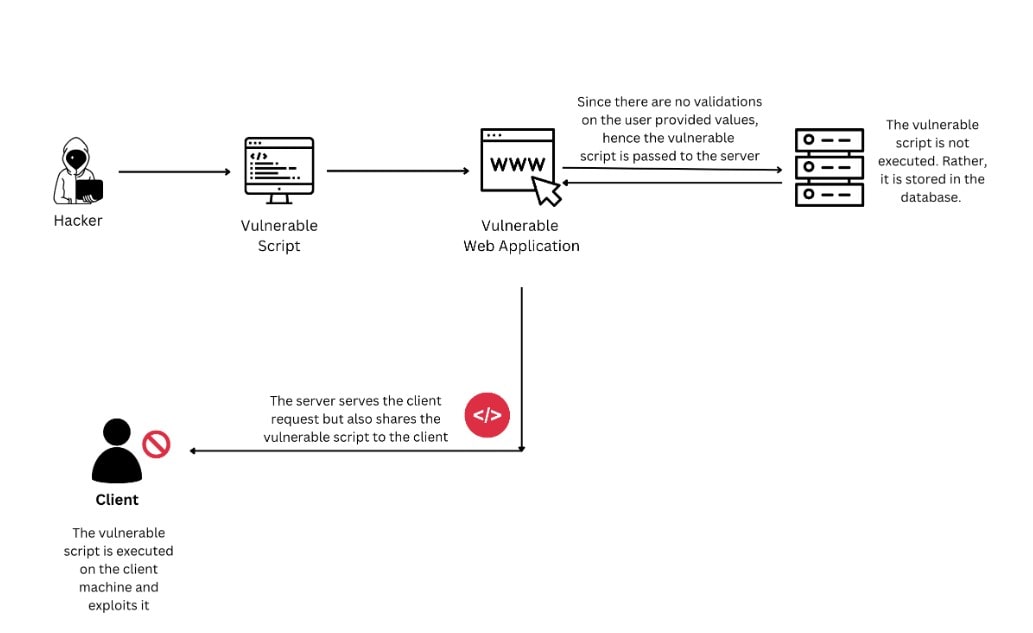 Since there are no validations
on the user provided values,
hence the vulnerable
script is passed to the server
The vulnerable
script is not
executed. Rather,
it is stored in the
database.
</>
WWW
Hacker
Vulnerable
Script
Vulnerable
Web Application
The server serves the client
request but also shares the
vulnerable script to the client
</>
Client
The vulnerable
script is executed
on the client
machine and
exploits it